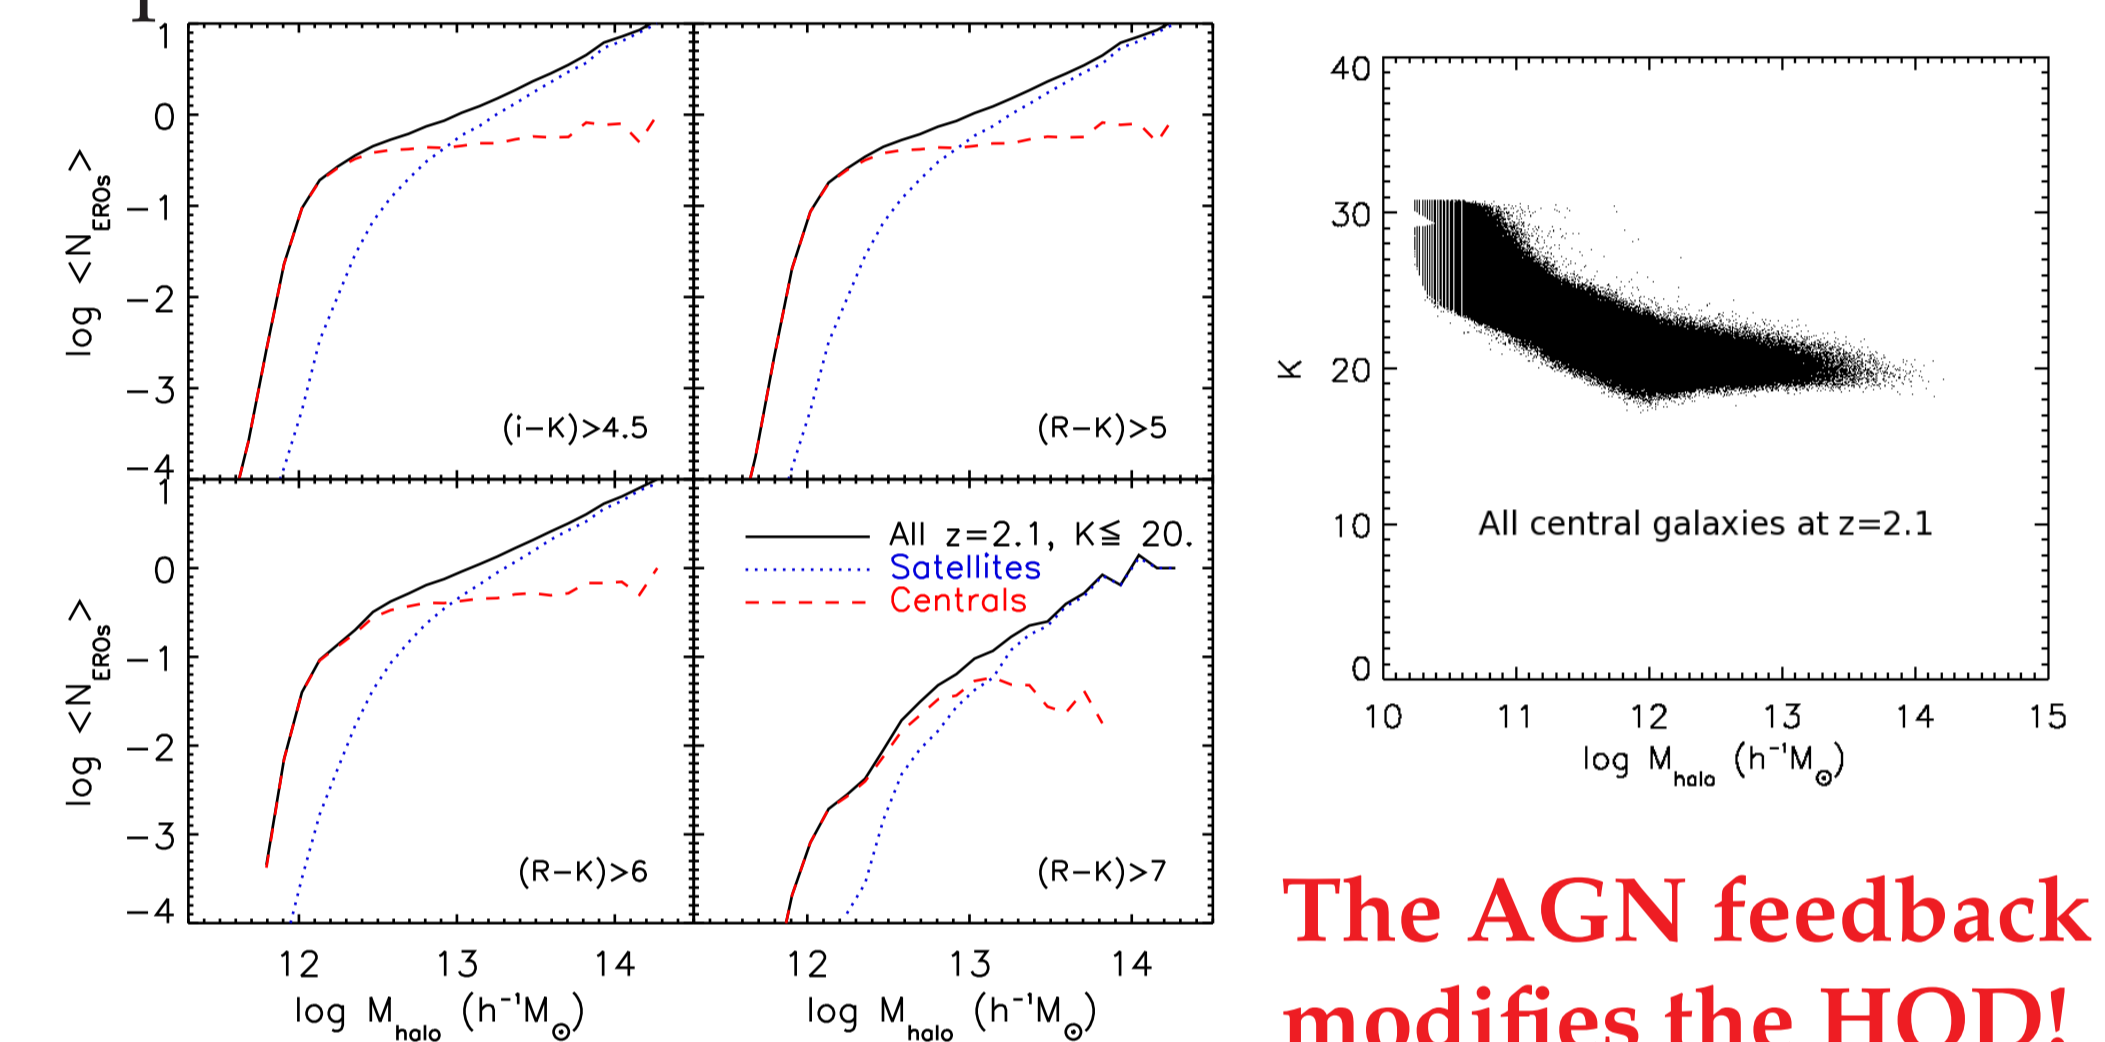 1
0
−1
−2
−3
−4
log <N_EROs>
(i−K)>4.5
(R−K)>5
1
0
−1
−2
−3
−4
log <N_EROs>
(R−K)>6
All z=2.1, K≦ 20.
Satellites
Centrals
(R−K)>7
12 13 14
12 13 14
log M_halo (h⁻¹M_⊙)
log M_halo (h⁻¹M_⊙)
40
30
20
10
0
K
All central galaxies at z=2.1
10 11 12 13 14 15
log M_halo (h⁻¹M_⊙)
The AGN feedback
modifies the HOD!